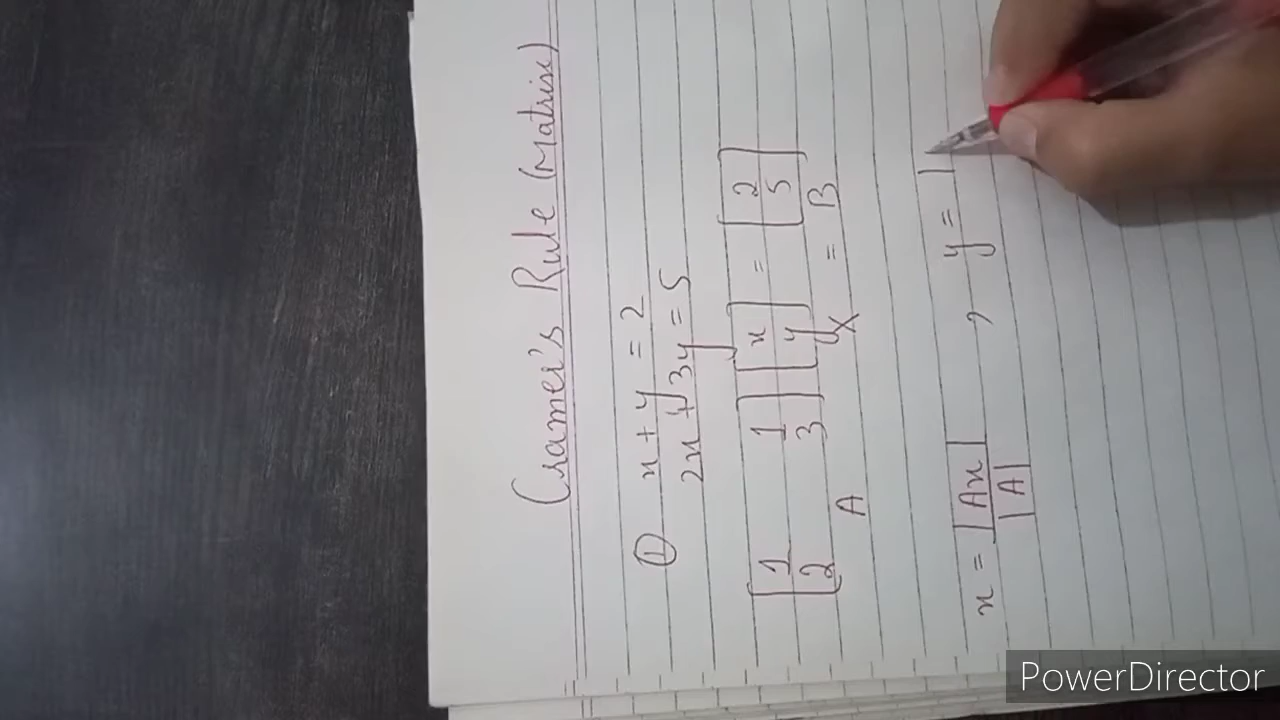 Cramer's Rule (Matrix)
① x + y = 2
2x + 3y = 5
[1 1] [x] = [2]
[2 3] [y] [5]
A X = B
x = |Ax| / |A| , y = |
PowerDirector